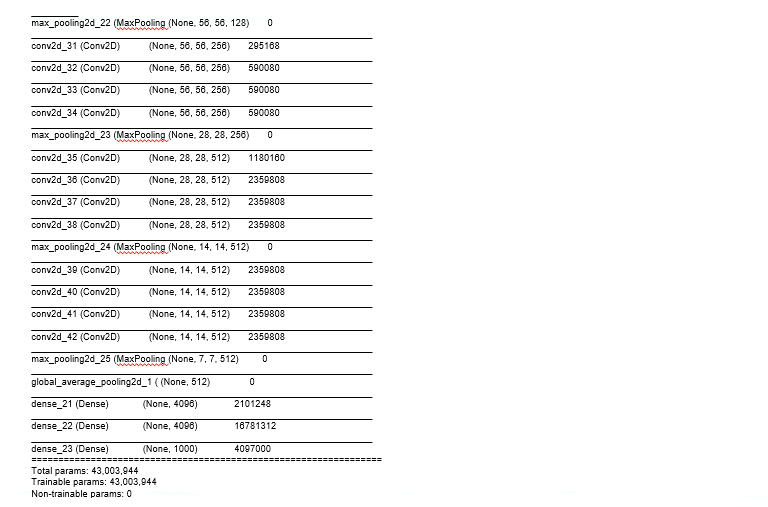 max_pooling2d_22 (MaxPooling (None, 56, 56, 128) 0
conv2d_31 (Conv2D) (None, 56, 56, 256) 295168
conv2d_32 (Conv2D) (None, 56, 56, 256) 590080
conv2d_33 (Conv2D) (None, 56, 56, 256) 590080
conv2d_34 (Conv2D) (None, 56, 56, 256) 590080
max_pooling2d_23 (MaxPooling (None, 28, 28, 256) 0
conv2d_35 (Conv2D) (None, 28, 28, 512) 1180160
conv2d_36 (Conv2D) (None, 28, 28, 512) 2359808
conv2d_37 (Conv2D) (None, 28, 28, 512) 2359808
conv2d_38 (Conv2D) (None, 28, 28, 512) 2359808
max_pooling2d_24 (MaxPooling (None, 14, 14, 512) 0
conv2d_39 (Conv2D) (None, 14, 14, 512) 2359808
conv2d_40 (Conv2D) (None, 14, 14, 512) 2359808
conv2d_41 (Conv2D) (None, 14, 14, 512) 2359808
conv2d_42 (Conv2D) (None, 14, 14, 512) 2359808
max_pooling2d_25 (MaxPooling (None, 7, 7, 512) 0
global_average_pooling2d_1 ( (None, 512) 0
dense_21 (Dense) (None, 4096) 2101248
dense_22 (Dense) (None, 4096) 16781312
dense_23 (Dense) (None, 1000) 4097000
=================================================================
Total params: 43,003,944
Trainable params: 43,003,944
Non-trainable params: 0